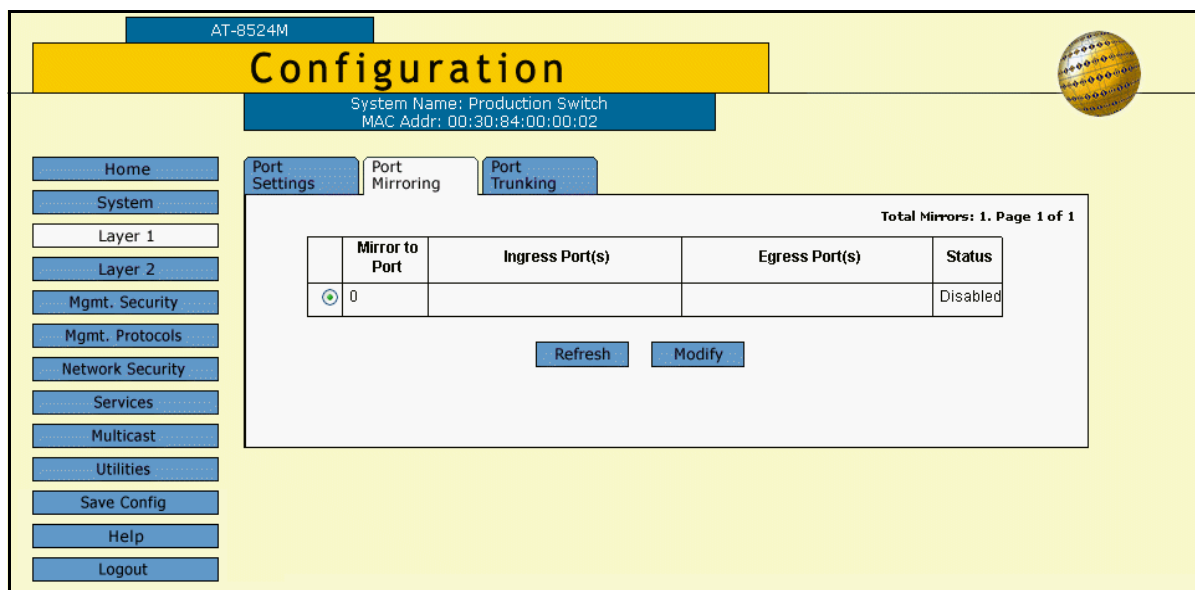 AT-8524M
Configuration
System Name: Production Switch
MAC Addr: 00:30:84:00:00:02
Home
System
Layer 1
Layer 2
Mgmt. Security
Mgmt. Protocols
Network Security
Services
Multicast
Utilities
Save Config
Help
Logout
Port Settings
Port Mirroring
Port Trunking
Total Mirrors: 1. Page 1 of 1
Mirror to Port
Ingress Port(s)
Egress Port(s)
Status
0
Disabled
Refresh
Modify